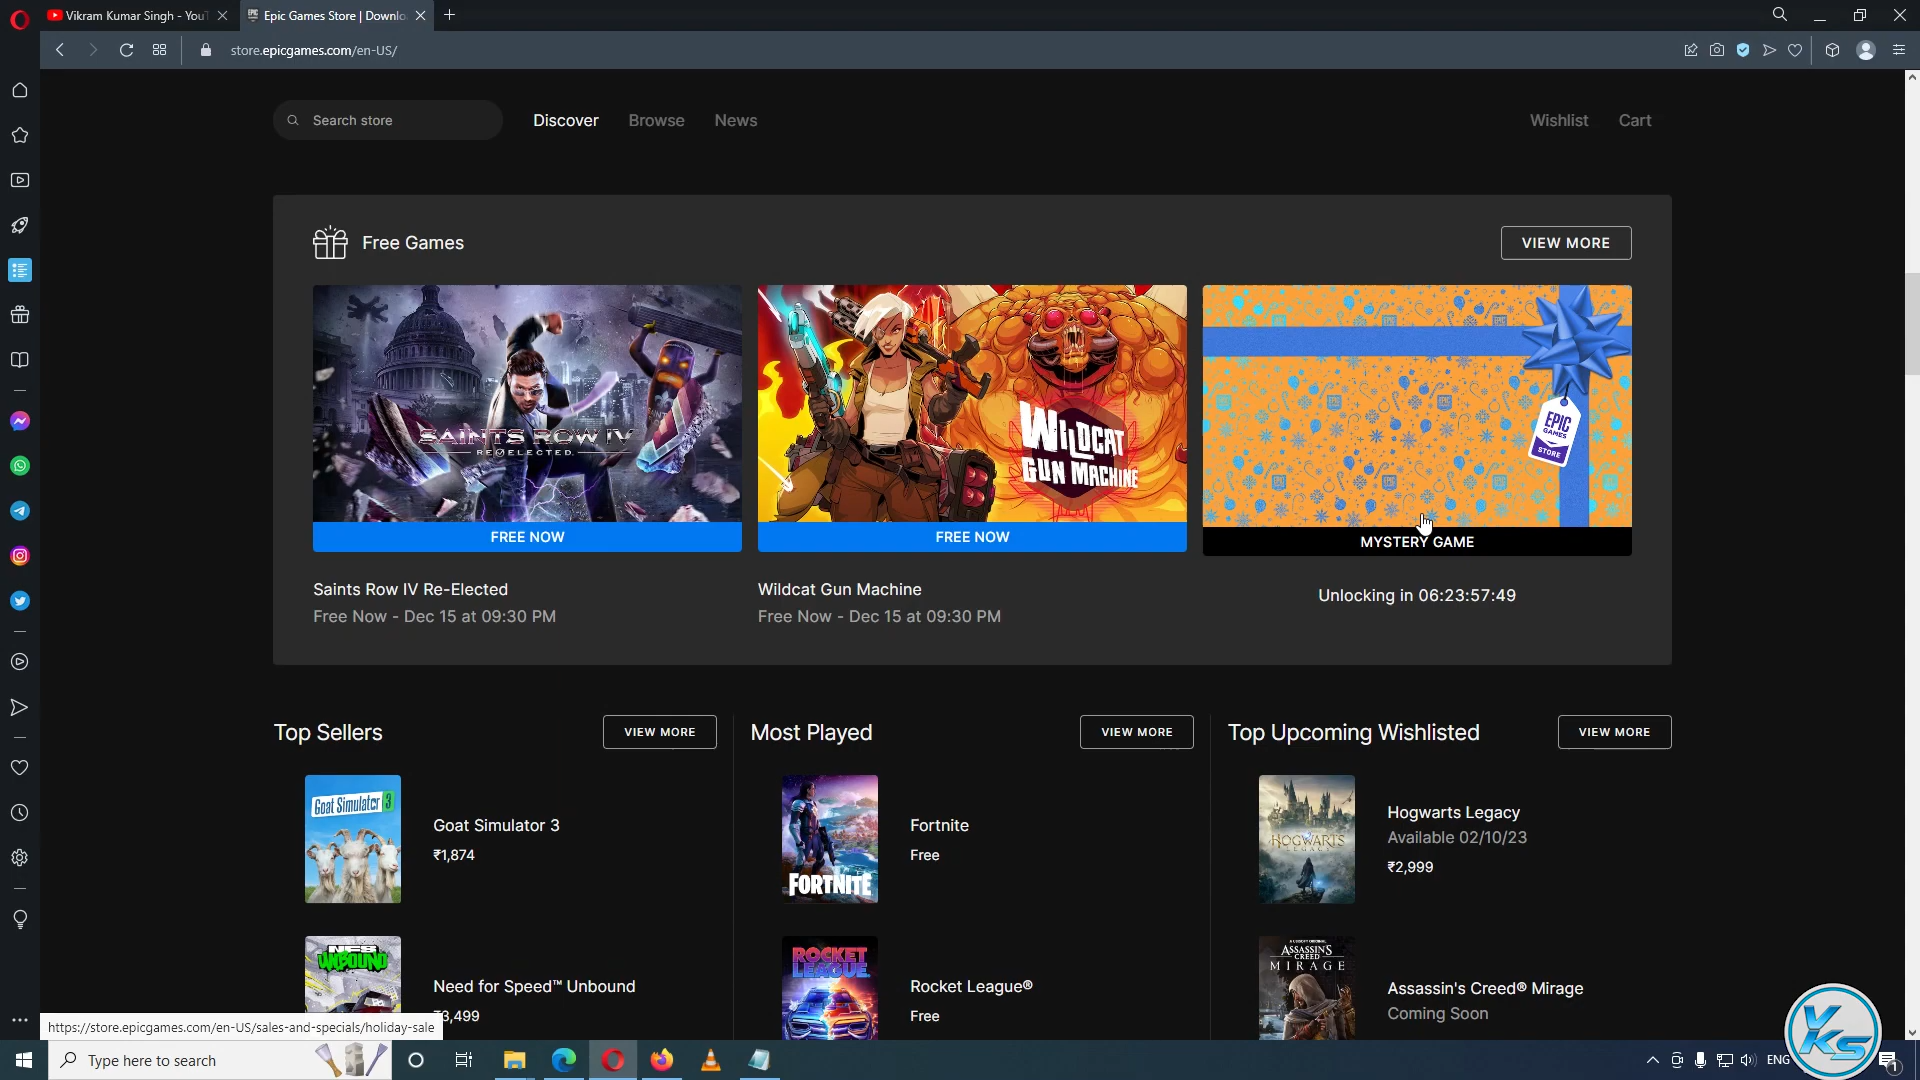 Vikram Kumar Singh - YouT
Epic Games Store | Downlo
store.epicgames.com/en-US/
Search store
Discover
Browse
News
Wishlist
Cart
Free Games
VIEW MORE
SAINTS ROW IV
RE-ELECTED
WILDCAT
GUN MACHINE
EPIC
GAMES
STORE
FREE NOW
FREE NOW
MYSTERY GAME
Saints Row IV Re-Elected
Free Now - Dec 15 at 09:30 PM
Wildcat Gun Machine
Free Now - Dec 15 at 09:30 PM
Unlocking in 06:23:57:49
Top Sellers
VIEW MORE
Most Played
VIEW MORE
Top Upcoming Wishlisted
VIEW MORE
Goat Simulator 3
Goat Simulator 3
₹1,874
FORTNITE
Fortnite
Free
HOGWARTS
LEGACY
Hogwarts Legacy
Available 02/10/23
₹2,999
NFS
UNBOUND
Need for Speed™ Unbound
₹3,499
ROCKET
LEAGUE
Rocket League®
Free
ASSASSIN'S
CREED
MIRAGE
Assassin's Creed® Mirage
Coming Soon
https://store.epicgames.com/en-US/sales-and-specials/holiday-sale
Type here to search
ENG
1
VKS